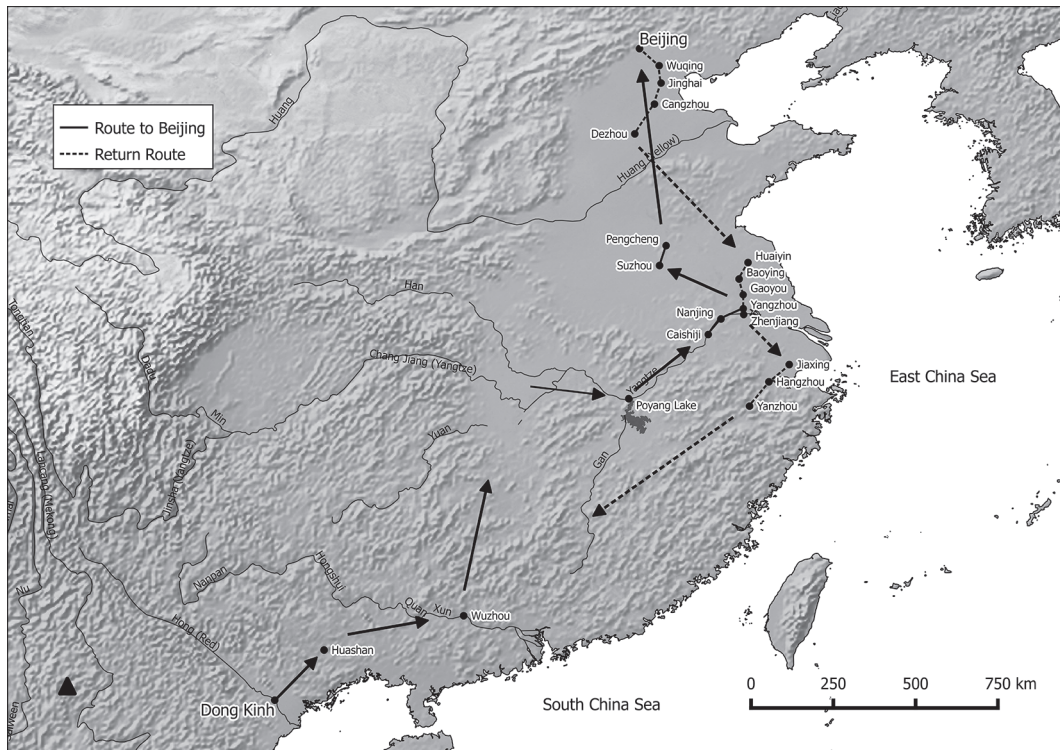 Beijing
Wuqing
Jinghai
Cangzhou
Dezhou
Huang
Route to Beijing
Return Route
Huang (Yellow)
Pengcheng
Suzhou
Huaiyin
Baoying
Gaoyou
Yangzhou
Zhenjiang
Nanjing
Caishiji
Han
Chang Jiang (Yangtze)
Yangtze
Jiaxing
Hangzhou
Yanzhou
East China Sea
Poyang Lake
Dadu
Min
Yuan
Gan
Jinsha (Yangtze)
Lancang (Mekong)
Nu
Nanpan
Hongshui
Xun
Wuzhou
Hong (Red)
Huashan
Dong Kinh
South China Sea
0 250 500 750 km